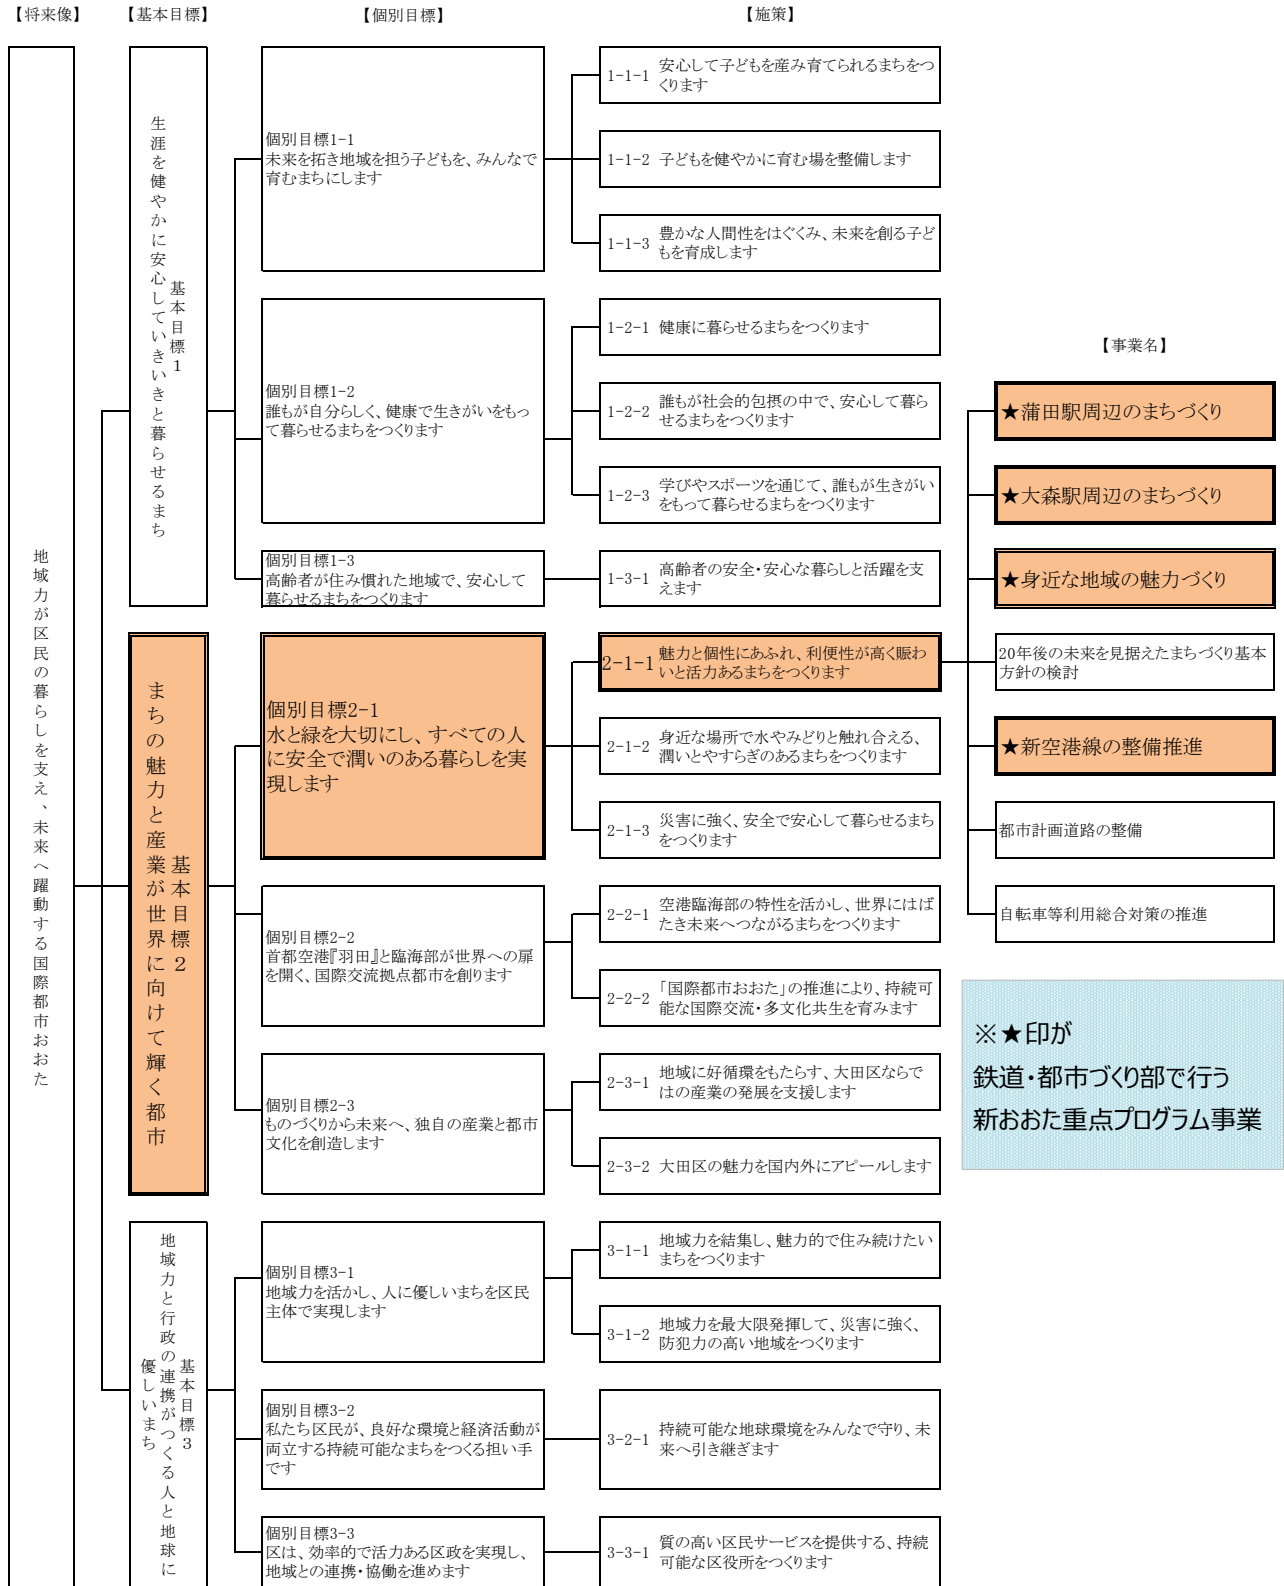 【将来像】
【基本目標】
【個別目標】
【施策】
地域力が区民の暮らしを支え、未来へ躍動する国際都市おおた
基本目標1
生涯を健やかに安心していきいきと暮らせるまち
個別目標1-1
未来を拓き地域を担う子どもを、みんなで
育むまちにします
1-1-1 安心して子どもを産み育てられるまちをつ
くります
1-1-2 子どもを健やかに育む場を整備します
1-1-3 豊かな人間性をはぐくみ、未来を創る子ど
もを育成します
個別目標1-2
誰もが自分らしく、健康で生きがいをもっ
て暮らせるまちをつくります
1-2-1 健康に暮らせるまちをつくります
1-2-2 誰もが社会的包摂の中で、安心して暮ら
せるまちをつくります
1-2-3 学びやスポーツを通じて、誰もが生きがい
をもって暮らせるまちをつくります
個別目標1-3
高齢者が住み慣れた地域で、安心して
暮らせるまちをつくります
1-3-1 高齢者の安全・安心な暮らしと活躍を支
えます
基本目標2
まちの魅力と産業が世界に向けて輝く都市
個別目標2-1
水と緑を大切にし、すべての人
に安全で潤いのある暮らしを実
現します
2-1-1 魅力と個性にあふれ、利便性が高く賑わ
いと活力あるまちをつくります
2-1-2 身近な場所で水やみどりと触れ合える、
潤いとやすらぎのあるまちをつくります
2-1-3 災害に強く、安全で安心して暮らせるまち
をつくります
個別目標2-2
首都空港『羽田』と臨海部が世界への扉
を開く、国際交流拠点都市を創ります
2-2-1 空港臨海部の特性を活かし、世界にはば
たき未来へつながるまちをつくります
2-2-2 「国際都市おおた」の推進により、持続可
能な国際交流・多文化共生を育みます
個別目標2-3
ものづくりから未来へ、独自の産業と都市
文化を創造します
2-3-1 地域に好循環をもたらす、大田区ならで
はの産業の発展を支援します
2-3-2 大田区の魅力を国内外にアピールします
基本目標3
地域力と行政の連携がつくる人と地球に
優しいまち
個別目標3-1
地域力を活かし、人に優しいまちを区民
主体で実現します
3-1-1 地域力を結集し、魅力的で住み続けたい
まちをつくります
3-1-2 地域力を最大限発揮して、災害に強く、
防犯力の高い地域をつくります
個別目標3-2
私たち区民が、良好な環境と経済活動が
両立する持続可能なまちをつくる担い手
です
3-2-1 持続可能な地球環境をみんなで守り、未
来へ引き継ぎます
個別目標3-3
区は、効率的で活力ある区政を実現し、
地域との連携・協働を進めます
3-3-1 質の高い区民サービスを提供する、持続
可能な区役所をつくります
【事業名】
★蒲田駅周辺のまちづくり
★大森駅周辺のまちづくり
★身近な地域の魅力づくり
20年後の未来を見据えたまちづくり基本
方針の検討
★新空港線の整備推進
都市計画道路の整備
自転車等利用総合対策の推進
※★印が
鉄道・都市づくり部で行う
新おおた重点プログラム事業